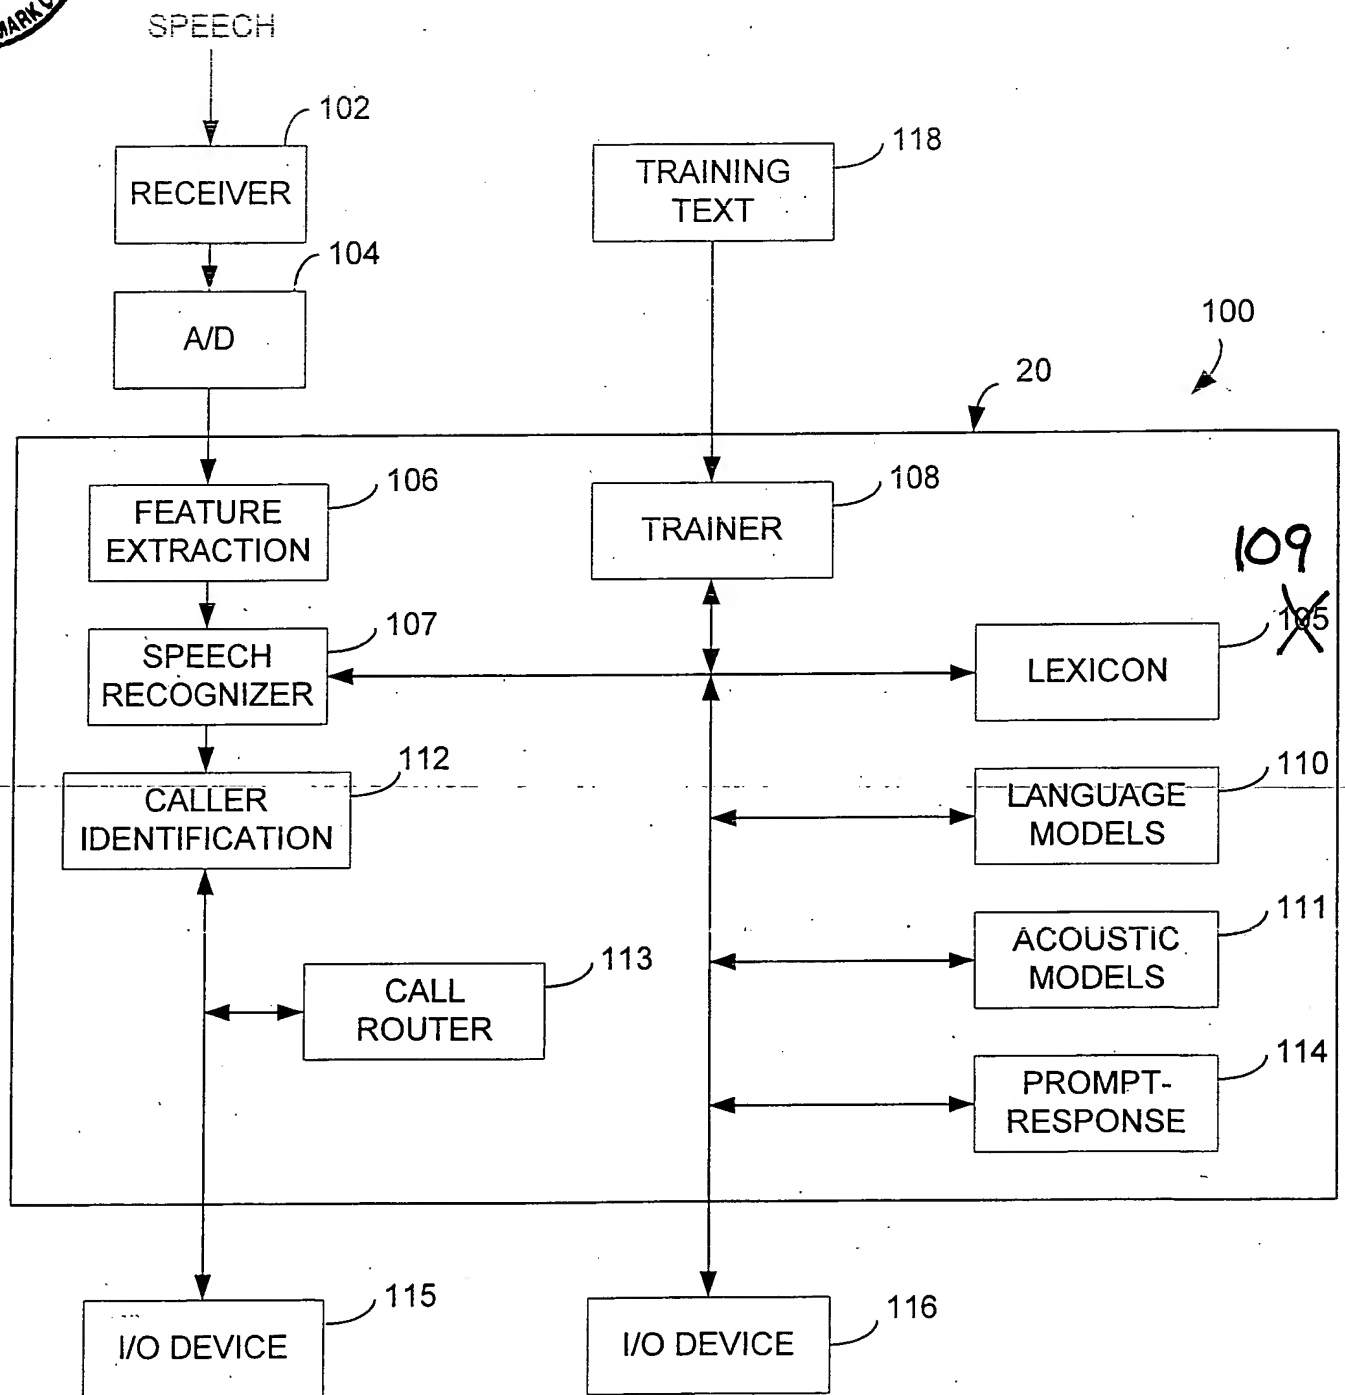 MARK
SPEECH
102
RECEIVER
118
TRAINING
TEXT
104
A/D
100
20
106
FEATURE
EXTRACTION
108
TRAINER
109
105
107
SPEECH
RECOGNIZER
LEXICON
112
CALLER
IDENTIFICATION
110
LANGUAGE
MODELS
111
ACOUSTIC
MODELS
113
CALL
ROUTER
114
PROMPT-
RESPONSE
115
I/O DEVICE
116
I/O DEVICE